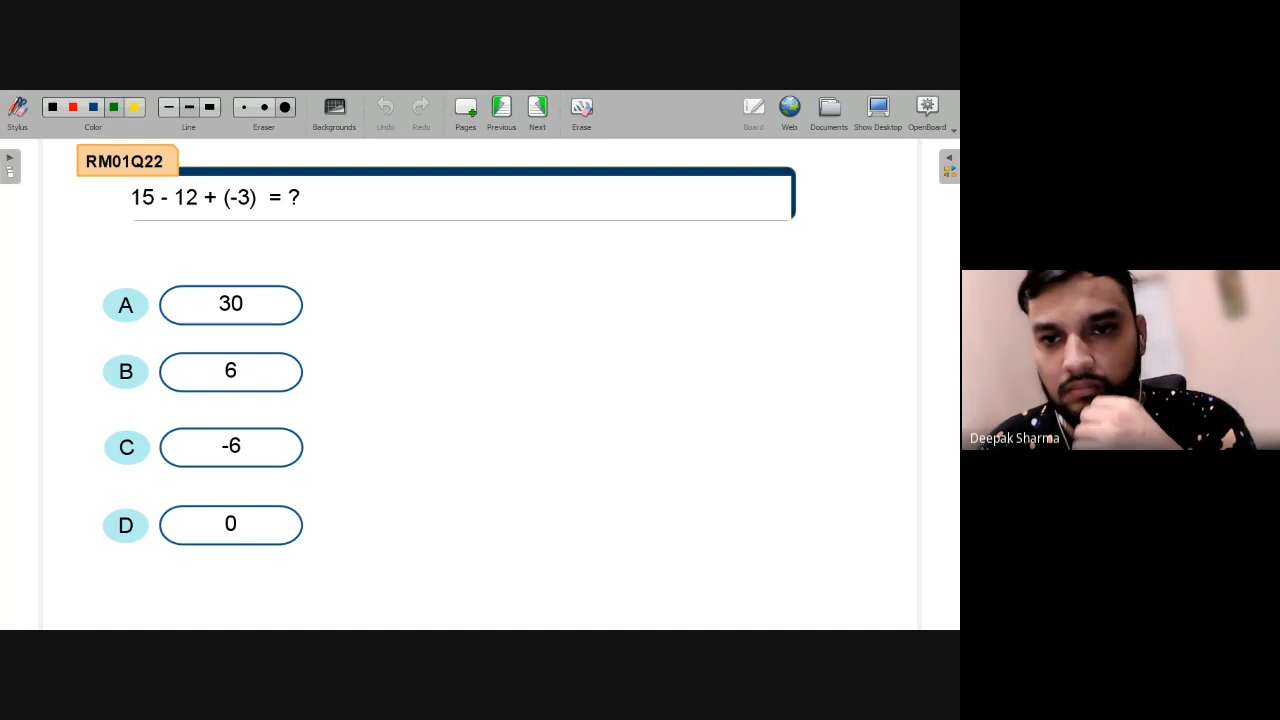 Stylus
Color
Line
Eraser
Backgrounds
Undo
Redo
Pages
Previous
Next
Erase
Board
Web
Documents
Show Desktop
OpenBoard
RM01Q22
15 - 12 + (-3) = ?
A 30
B 6
C -6
D 0
Deepak Sharma